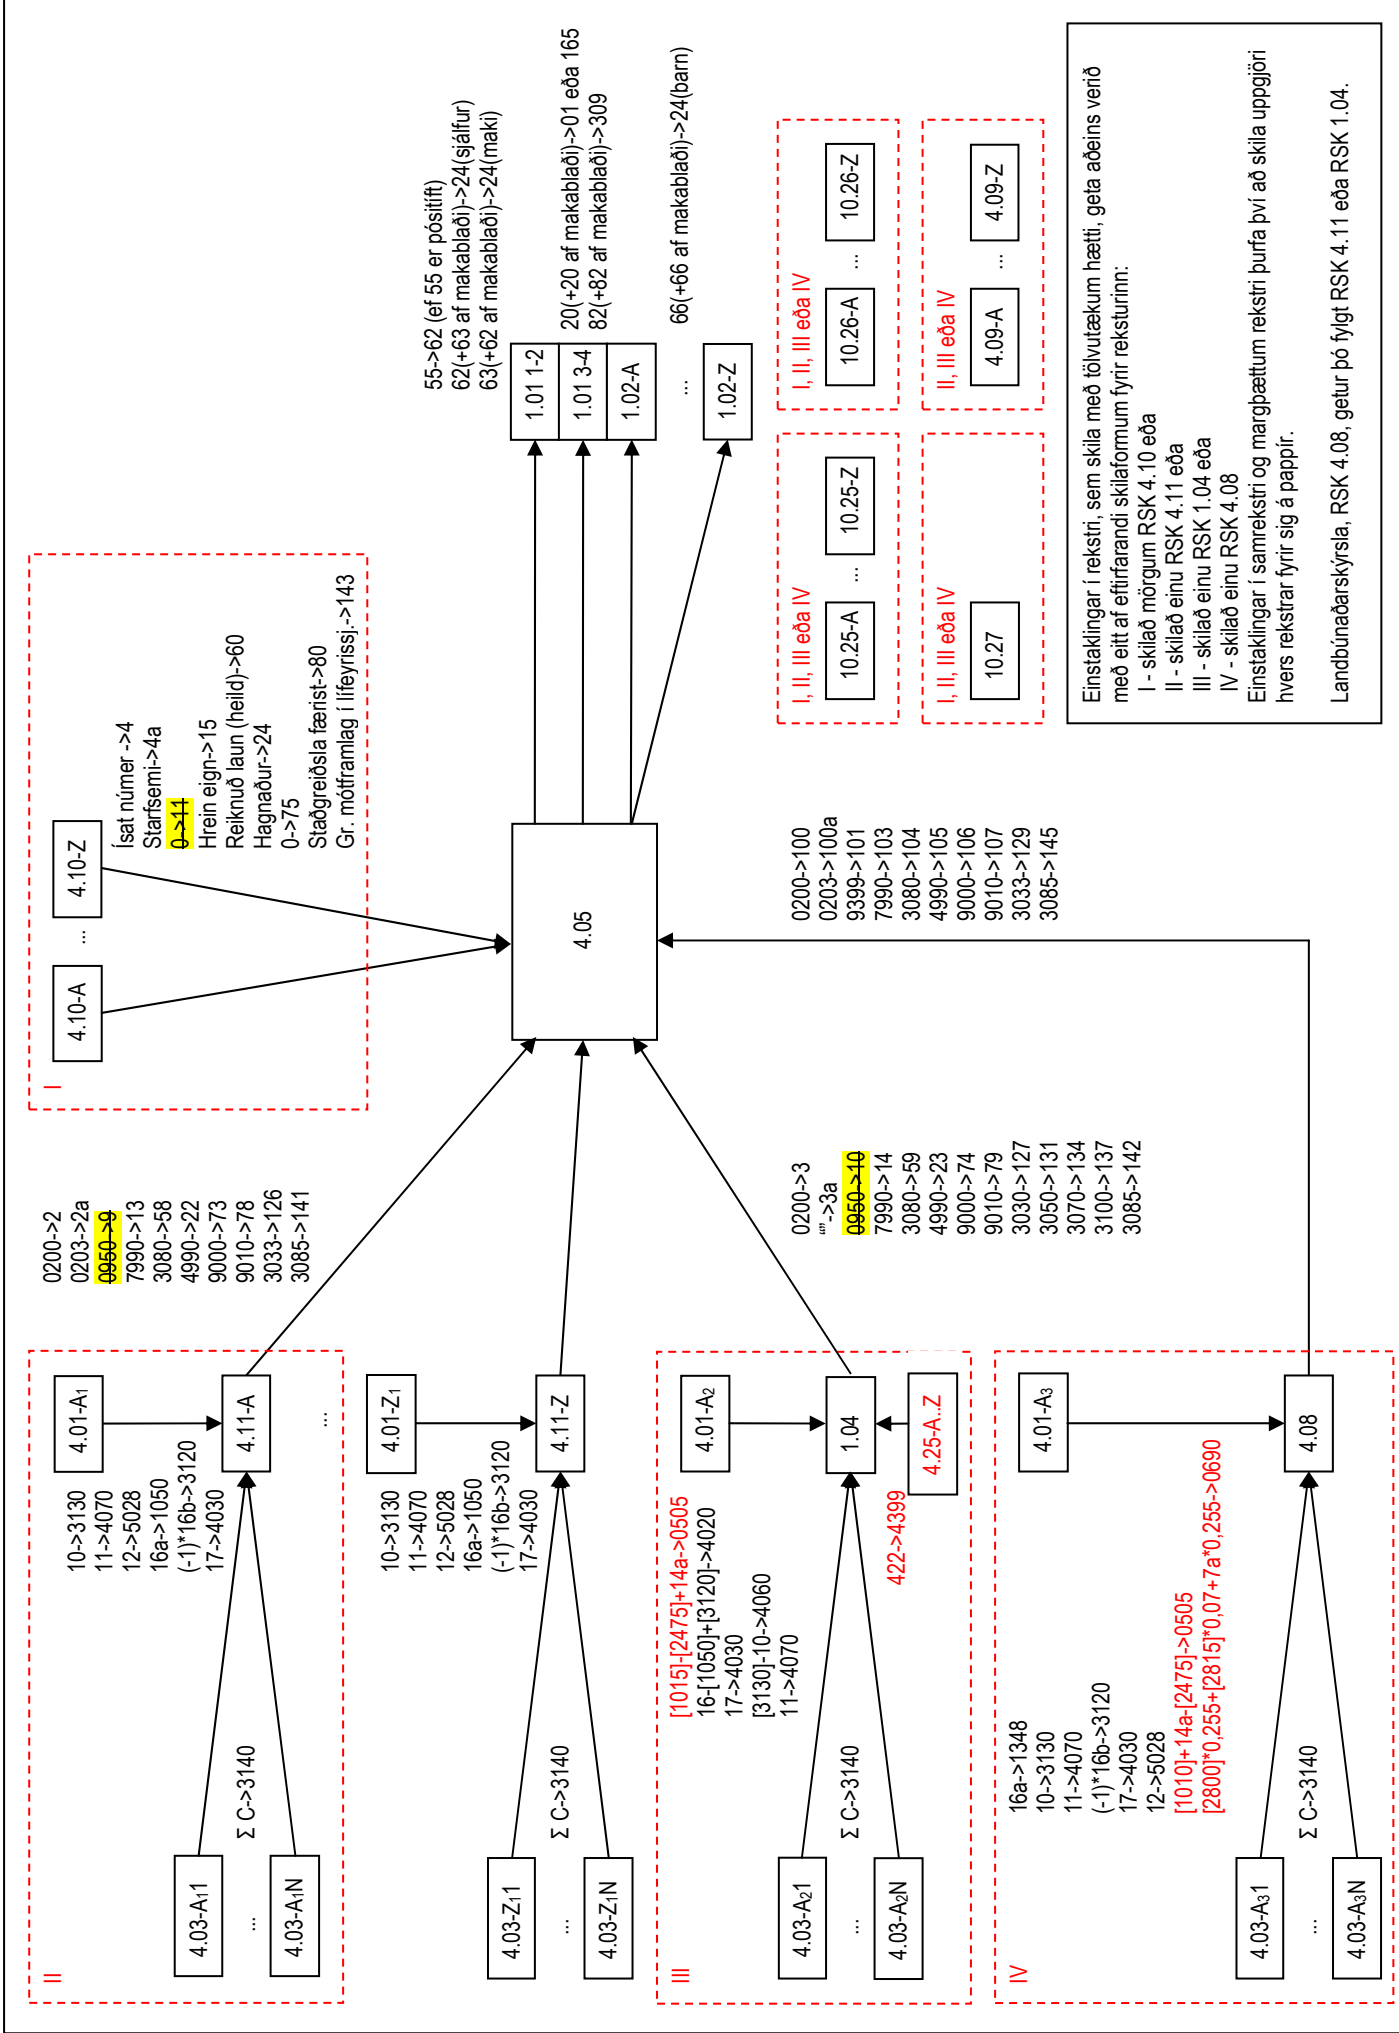 II
4.03-A₁1
...
4.03-A₁N
Σ C->3140
10->3130
11->4070
12->5028
16a->1050
(-1)*16b->3120
17->4030
4.01-A₁
4.11-A
...
0200->2
0203->2a
0950->9
7990->13
3080->58
4990->22
9000->73
9010->78
3033->126
3085->141
4.03-Z₁1
...
4.03-Z₁N
Σ C->3140
10->3130
11->4070
12->5028
16a->1050
(-1)*16b->3120
17->4030
4.01-Z₁
4.11-Z
III
4.03-A₂1
...
4.03-A₂N
Σ C->3140
[1015]-[2475]+14a->0505
16-[1050]+[3120]->4020
17->4030
[3130]-10->4060
11->4070
4.01-A₂
1.04
422->4399
4.25-A..Z
0200->3
“”->3a
0950->10
7990->14
3080->59
4990->23
9000->74
9010->79
3030->127
3050->131
3070->134
3100->137
3085->142
IV
4.03-A₃1
...
4.03-A₃N
Σ C->3140
16a->1348
10->3130
11->4070
(-1)*16b->3120
17->4030
12->5028
[1010]+14a-[2475]->0505
[2800]*0,255+[2815]*0,07+7a*0,255->0690
4.01-A₃
4.08
0200->100
0203->100a
9399->101
7990->103
3080->104
4990->105
9000->106
9010->107
3033->129
3085->145
I
4.10-A ... 4.10-Z
Ísat númer ->4
Starfsemi->4a
0->11
Hrein eign->15
Reiknuð laun (heild)->60
Hagnaður->24
0->75
Staðgreiðsla færist->80
Gr. mótframlag í lífeyrissj.->143
4.05
55->62 (ef 55 er pósitíft)
62(+63 af makablaði)->24(sjálfur)
63(+62 af makablaði)->24(maki)
1.01 1-2
1.01 3-4
1.02-A
...
1.02-Z
20(+20 af makablaði)->01 eða 165
82(+82 af makablaði)->309
66(+66 af makablaði)->24(barn)
I, II, III eða IV
10.25-A ... 10.25-Z
I, II, III eða IV
10.26-A ... 10.26-Z
I, II, III eða IV
10.27
II, III eða IV
4.09-A ... 4.09-Z
Einstaklingar í rekstri, sem skila með tölvutækum hætti, geta aðeins verið
með eitt af eftirfarandi skilaformum fyrir reksturinn:
I - skilað mörgum RSK 4.10 eða
II - skilað einu RSK 4.11 eða
III - skilað einu RSK 1.04 eða
IV - skilað einu RSK 4.08
Einstaklingar í samrekstri og margþættum rekstri þurfa því að skila uppgjöri
hvers rekstrar fyrir sig á pappír.
Landbúnaðarskýrsla, RSK 4.08, getur þó fylgt RSK 4.11 eða RSK 1.04.